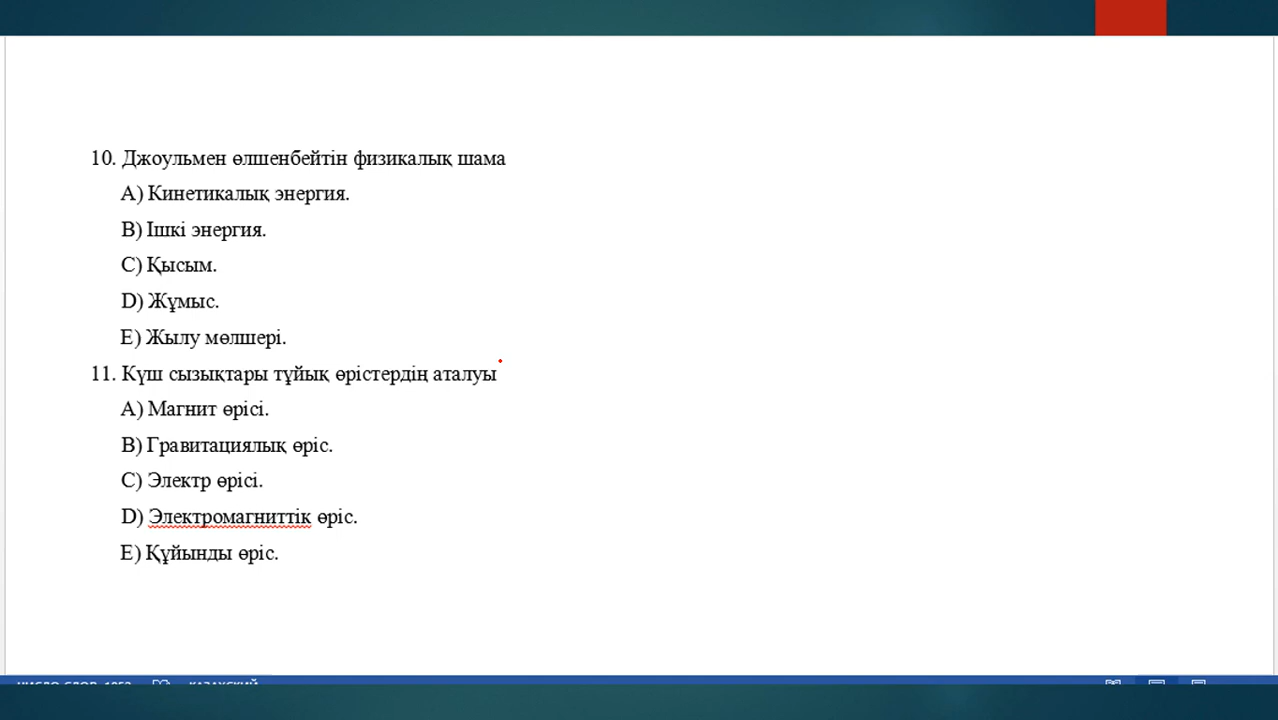 10. Джоульмен өлшенбейтін физикалық шама
A) Кинетикалық энергия.
B) Ішкі энергия.
C) Қысым.
D) Жұмыс.
E) Жылу мөлшері.
11. Күш сызықтары тұйық өрістердің аталуы
A) Магнит өрісі.
B) Гравитациялық өріс.
C) Электр өрісі.
D) Электромагниттік өріс.
E) Құйынды өріс.